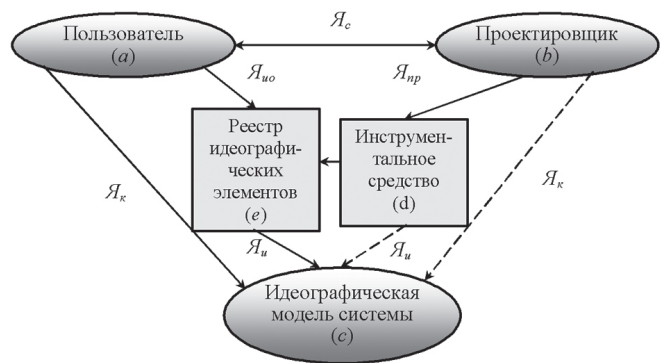 Я_с
Пользователь
(a)
Проектировщик
(b)
Я_ио
Я_пр
Реестр
идеографи-
ческих
элементов
(e)
Инструмен-
тальное
средство
(d)
Я_к
Я_к
Я_и
Я_и
Идеографическая
модель системы
(c)